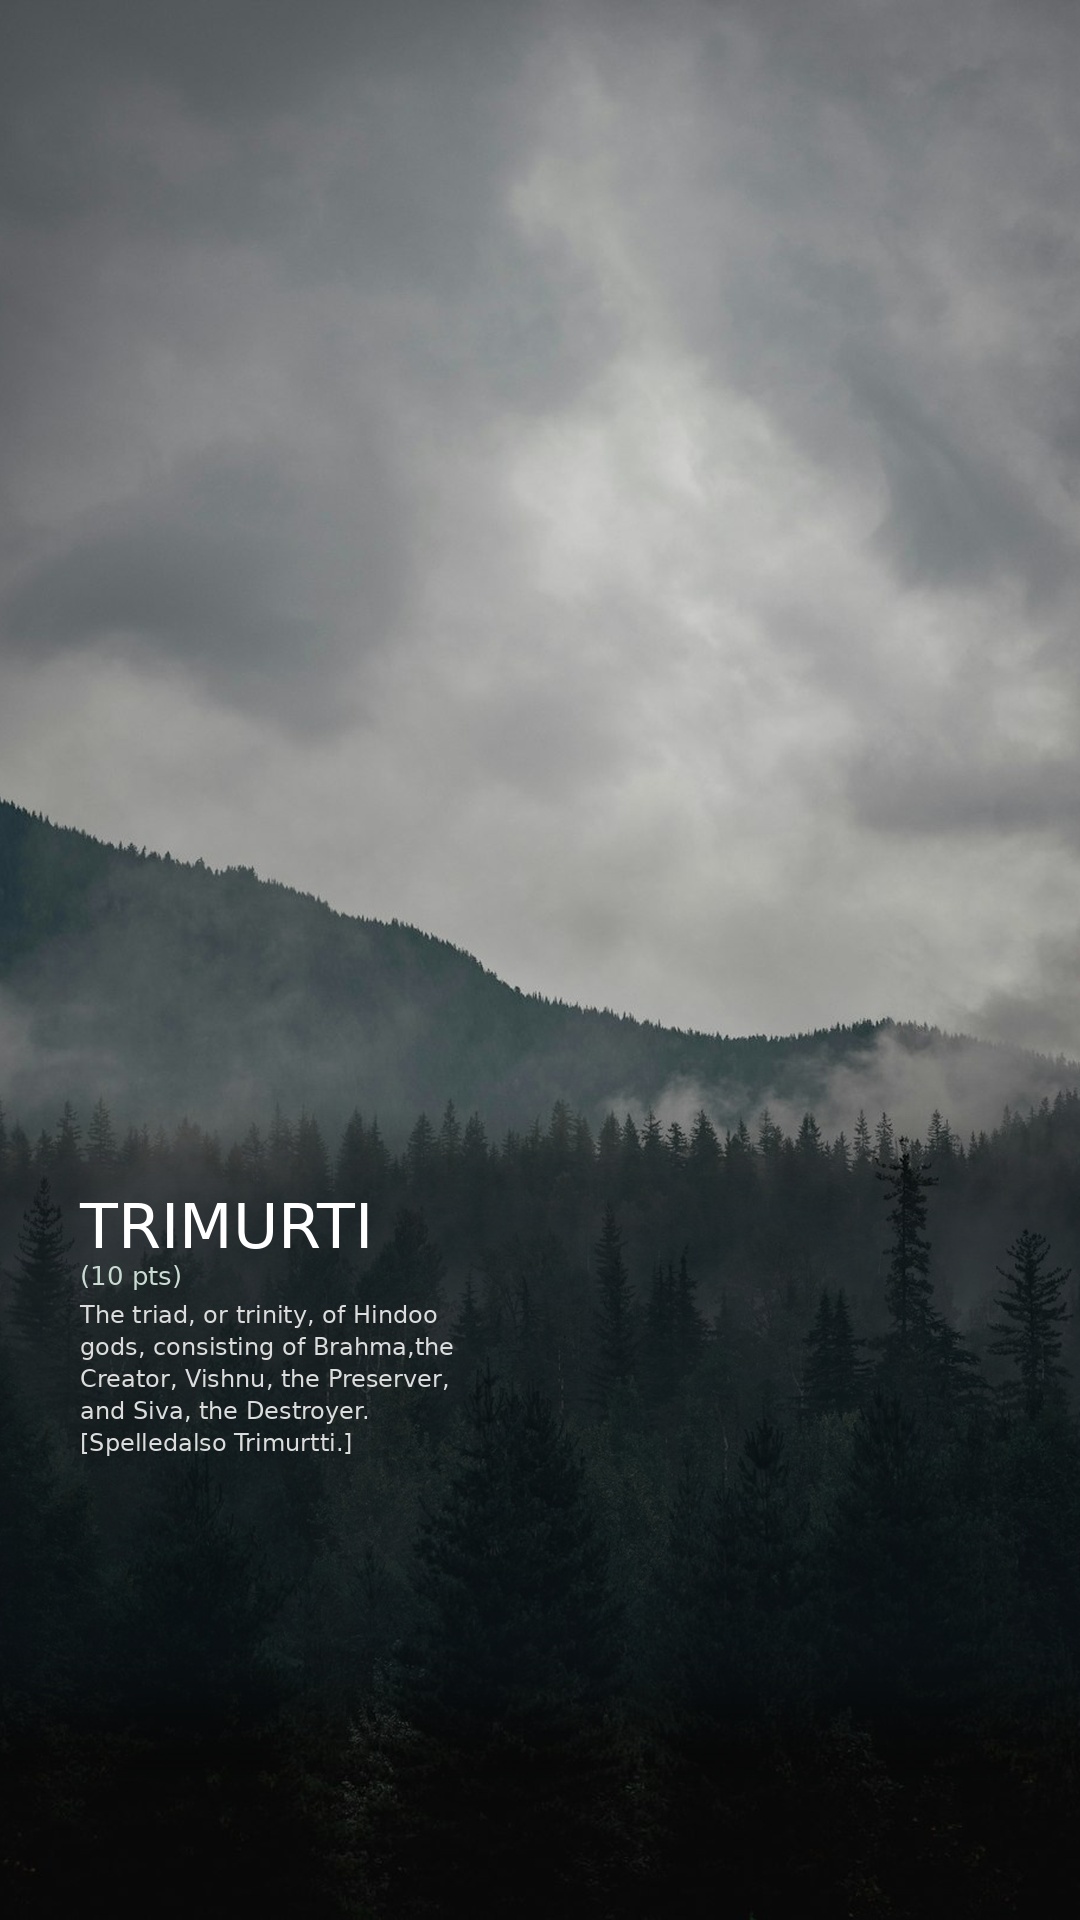 TRIMURTI
(10 pts)
The triad, or trinity, of Hindoo
gods, consisting of Brahma,the
Creator, Vishnu, the Preserver,
and Siva, the Destroyer.
[Spelledalso Trimurtti.]